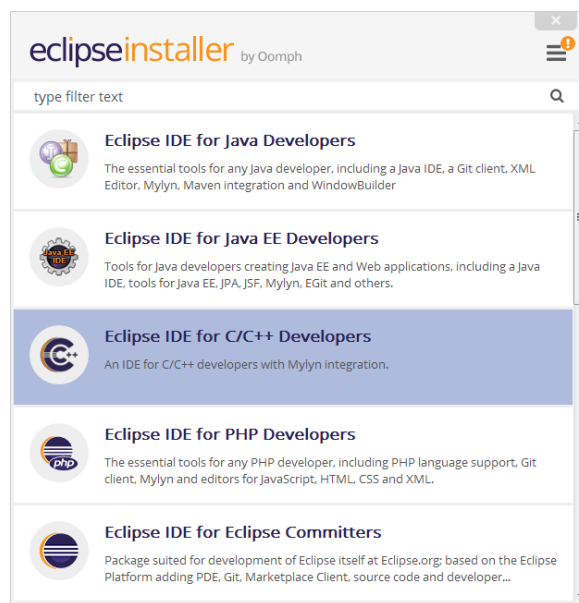 eclipseinstaller by Oomph
type filter text
Eclipse IDE for Java Developers
The essential tools for any Java developer, including a Java IDE, a Git client, XML
Editor, Mylyn, Maven integration and WindowBuilder
Java EE
IDE
Eclipse IDE for Java EE Developers
Tools for Java developers creating Java EE and Web applications, including a Java
IDE, tools for Java EE, JPA, JSF, Mylyn, EGit and others.
C++
Eclipse IDE for C/C++ Developers
An IDE for C/C++ developers with Mylyn integration.
php
Eclipse IDE for PHP Developers
The essential tools for any PHP developer, including PHP language support, Git
client, Mylyn and editors for JavaScript, HTML, CSS and XML.
Eclipse IDE for Eclipse Committers
Package suited for development of Eclipse itself at Eclipse.org; based on the Eclipse
Platform adding PDE, Git, Marketplace Client, source code and developer...